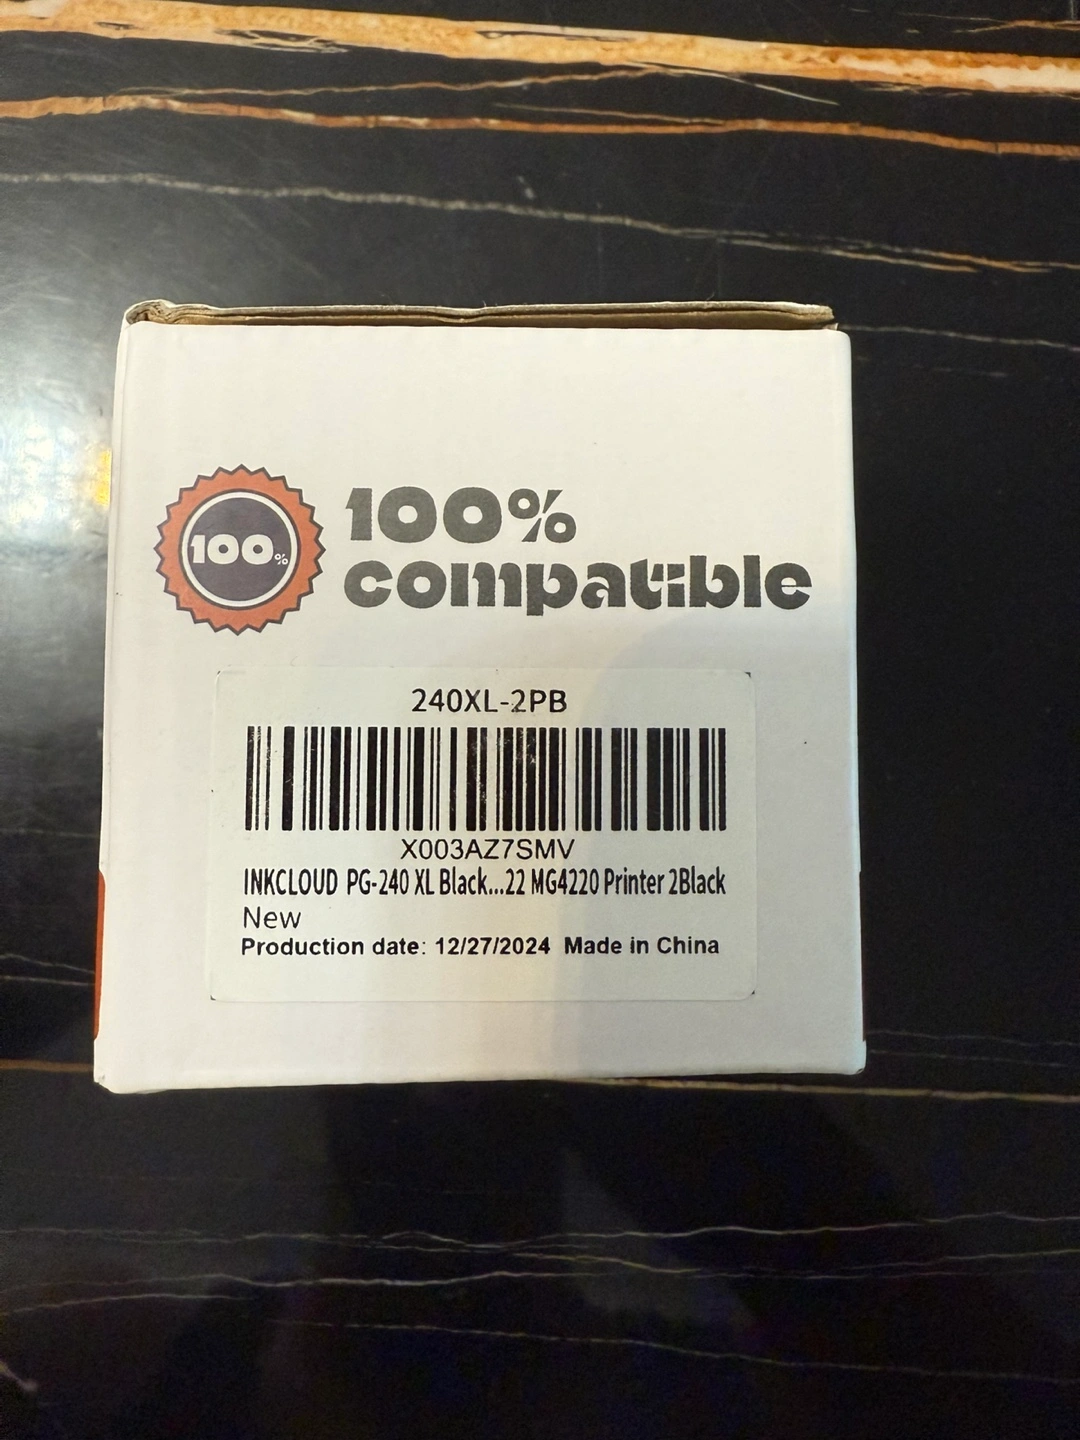 100%
100%
compatible
240XL-2PB
X003AZ7SMV
INKCLOUD PG-240 XL Black...22 MG4220 Printer 2Black
New
Production date: 12/27/2024 Made in China